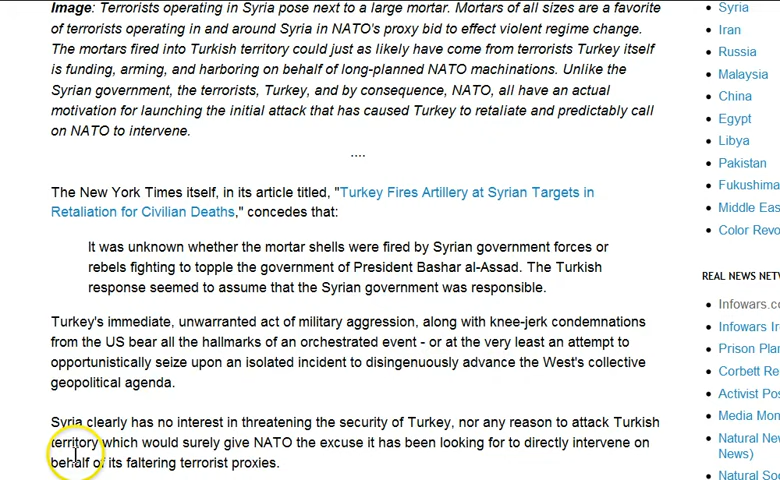 Image: Terrorists operating in Syria pose next to a large mortar. Mortars of all sizes are a favorite
of terrorists operating in and around Syria in NATO's proxy bid to effect violent regime change.
The mortars fired into Turkish territory could just as likely have come from terrorists Turkey itself
is funding, arming, and harboring on behalf of long-planned NATO machinations. Unlike the
Syrian government, the terrorists, Turkey, and by consequence, NATO, all have an actual
motivation for launching the initial attack that has caused Turkey to retaliate and predictably call
on NATO to intervene.
....
The New York Times itself, in its article titled, "Turkey Fires Artillery at Syrian Targets in
Retaliation for Civilian Deaths," concedes that:
It was unknown whether the mortar shells were fired by Syrian government forces or
rebels fighting to topple the government of President Bashar al-Assad. The Turkish
response seemed to assume that the Syrian government was responsible.
Turkey's immediate, unwarranted act of military aggression, along with knee-jerk condemnations
from the US bear all the hallmarks of an orchestrated event - or at the very least an attempt to
opportunistically seize upon an isolated incident to disingenuously advance the West's collective
geopolitical agenda.
Syria clearly has no interest in threatening the security of Turkey, nor any reason to attack Turkish
territory which would surely give NATO the excuse it has been looking for to directly intervene on
behalf of its faltering terrorist proxies.
Syria
Iran
Russia
Malaysia
China
Egypt
Libya
Pakistan
Fukushima
Middle Eas
Color Revo
REAL NEWS NETW
Infowars.co
Infowars Ir
Prison Plan
Corbett Re
Activist Pos
Media Mon
Natural Nev
News)
Natural Soc